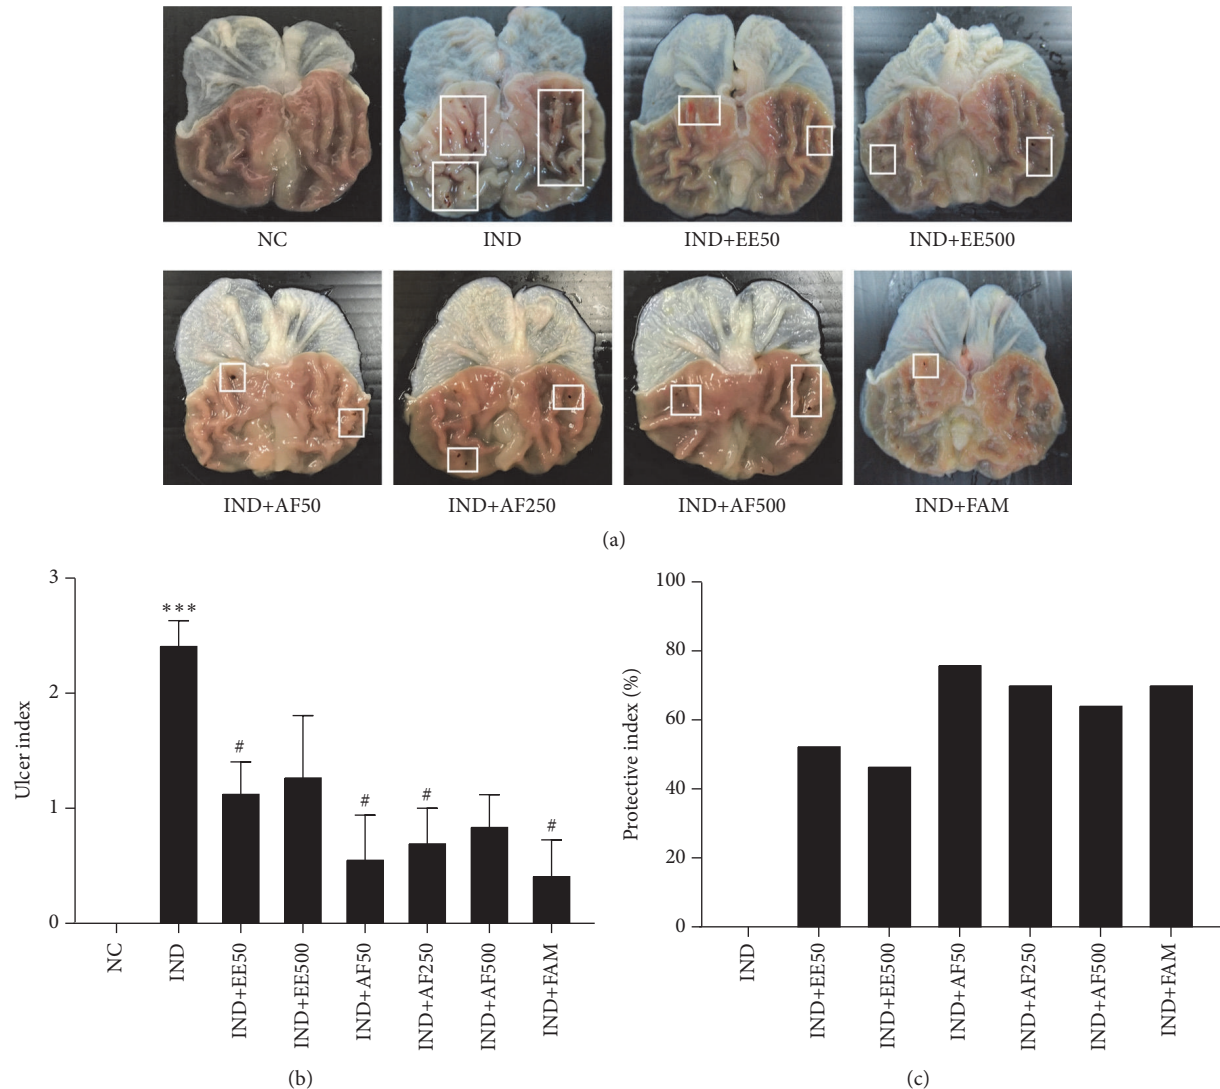 NC IND IND+EE50 IND+EE500
IND+AF50 IND+AF250 IND+AF500 IND+FAM
(a)
3
2
1
0
Ulcer index
***
#
#
#
#
NC
IND
IND+EE50
IND+EE500
IND+AF50
IND+AF250
IND+AF500
IND+FAM
(b)
100
80
60
40
20
0
Protective index (%)
IND
IND+EE50
IND+EE500
IND+AF50
IND+AF250
IND+AF500
IND+FAM
(c)